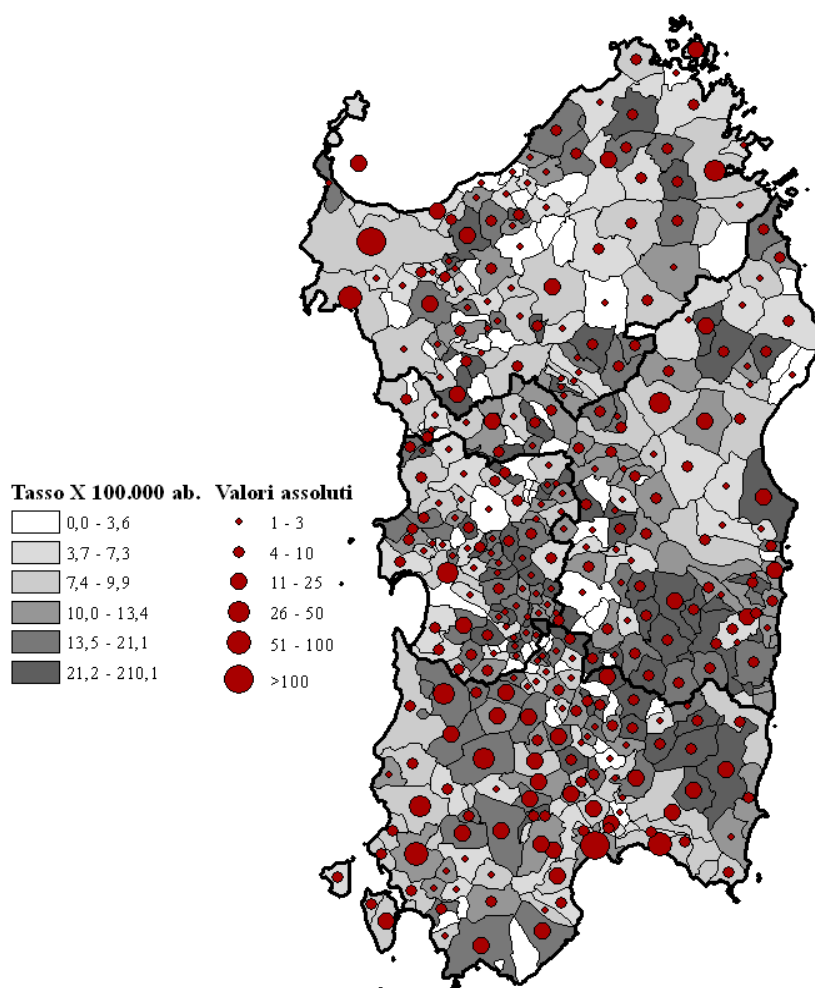 Tasso X 100.000 ab. Valori assoluti
0,0 - 3,6 1 - 3
3,7 - 7,3 4 - 10
7,4 - 9,9 11 - 25
10,0 - 13,4 26 - 50
13,5 - 21,1 51 - 100
21,2 - 210,1 >100